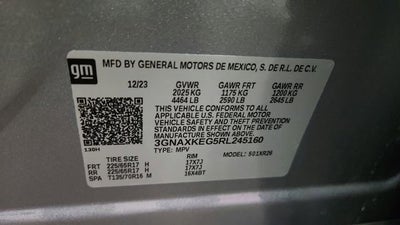 gm
MFD BY GENERAL MOTORS DE MEXICO, S. DE R.L. DE C.V.
12/23 GVWR GAWR FRT GAWR RR
2025 KG 1175 KG 1200 KG
4464 LB 2590 LB 2645 LB
THIS VEHICLE CONFORMS TO ALL
APPLICABLE U.S. FEDERAL MOTOR
VEHICLE SAFETY, BUMPER, AND THEFT
PREVENTION STANDARDS IN EFFECT ON THE
DATE OF MANUFACTURE SHOWN ABOVE.
3GNAXKEG5RL245160
TYPE: MPV MODEL:
TIRE SIZE RIM
FRT 225/65R17 H 17X7J
RR 225/65R17 H 17X7J
SPA T135/70R16 M 16X4BT